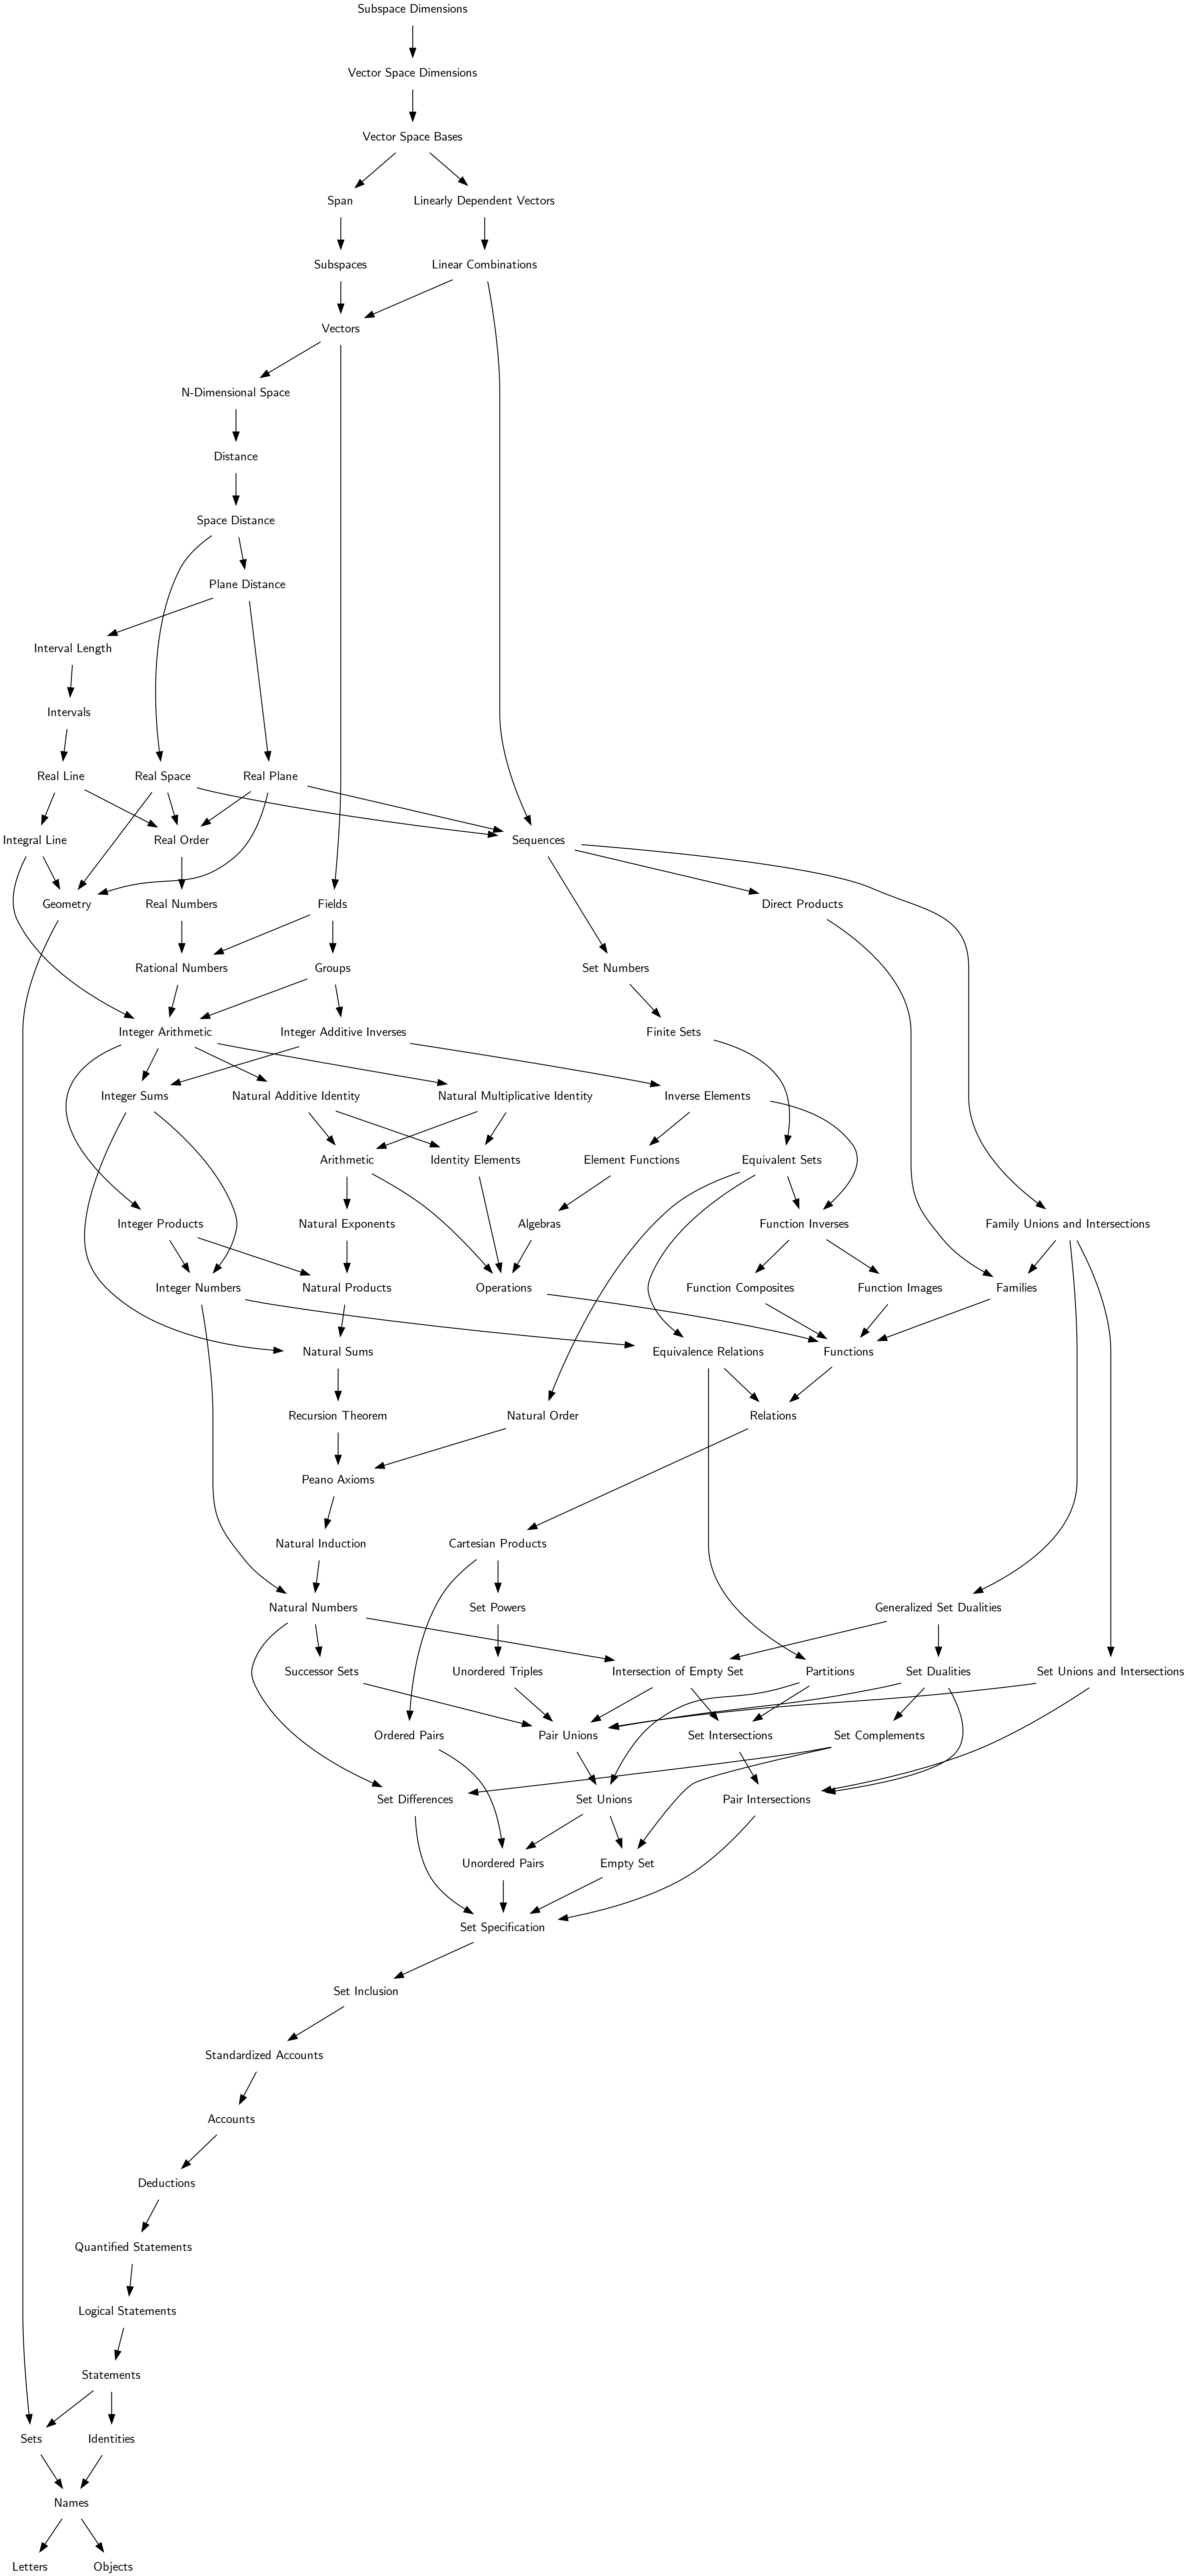 Subspace Dimensions
Vector Space Dimensions
Vector Space Bases
Span
Linearly Dependent Vectors
Subspaces
Linear Combinations
Vectors
N-Dimensional Space
Distance
Space Distance
Plane Distance
Interval Length
Intervals
Real Line
Real Space
Real Plane
Integral Line
Real Order
Sequences
Geometry
Real Numbers
Fields
Direct Products
Rational Numbers
Groups
Set Numbers
Integer Arithmetic
Integer Additive Inverses
Finite Sets
Integer Sums
Natural Additive Identity
Natural Multiplicative Identity
Inverse Elements
Arithmetic
Identity Elements
Element Functions
Equivalent Sets
Integer Products
Natural Exponents
Algebras
Function Inverses
Family Unions and Intersections
Integer Numbers
Natural Products
Operations
Function Composites
Function Images
Families
Natural Sums
Equivalence Relations
Functions
Recursion Theorem
Natural Order
Relations
Peano Axioms
Natural Induction
Cartesian Products
Natural Numbers
Set Powers
Generalized Set Dualities
Successor Sets
Unordered Triples
Intersection of Empty Set
Partitions
Set Dualities
Set Unions and Intersections
Ordered Pairs
Pair Unions
Set Intersections
Set Complements
Set Differences
Set Unions
Pair Intersections
Unordered Pairs
Empty Set
Set Specification
Set Inclusion
Standardized Accounts
Accounts
Deductions
Quantified Statements
Logical Statements
Statements
Sets
Identities
Names
Letters
Objects